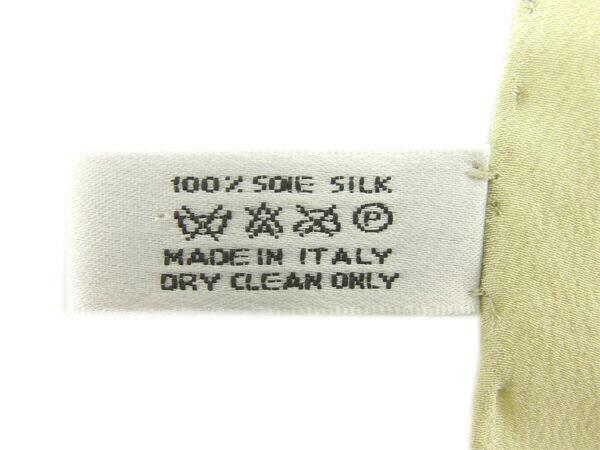 100% SOIE SILK
P
MADE IN ITALY
DRY CLEAN ONLY